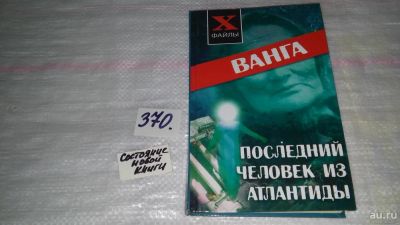 X
ФАЙЛЫ
ВАНГА
ПОСЛЕДНИЙ
ЧЕЛОВЕК ИЗ
АТЛАНТИДЫ
370.
Состояние
новой
книги
au.ru